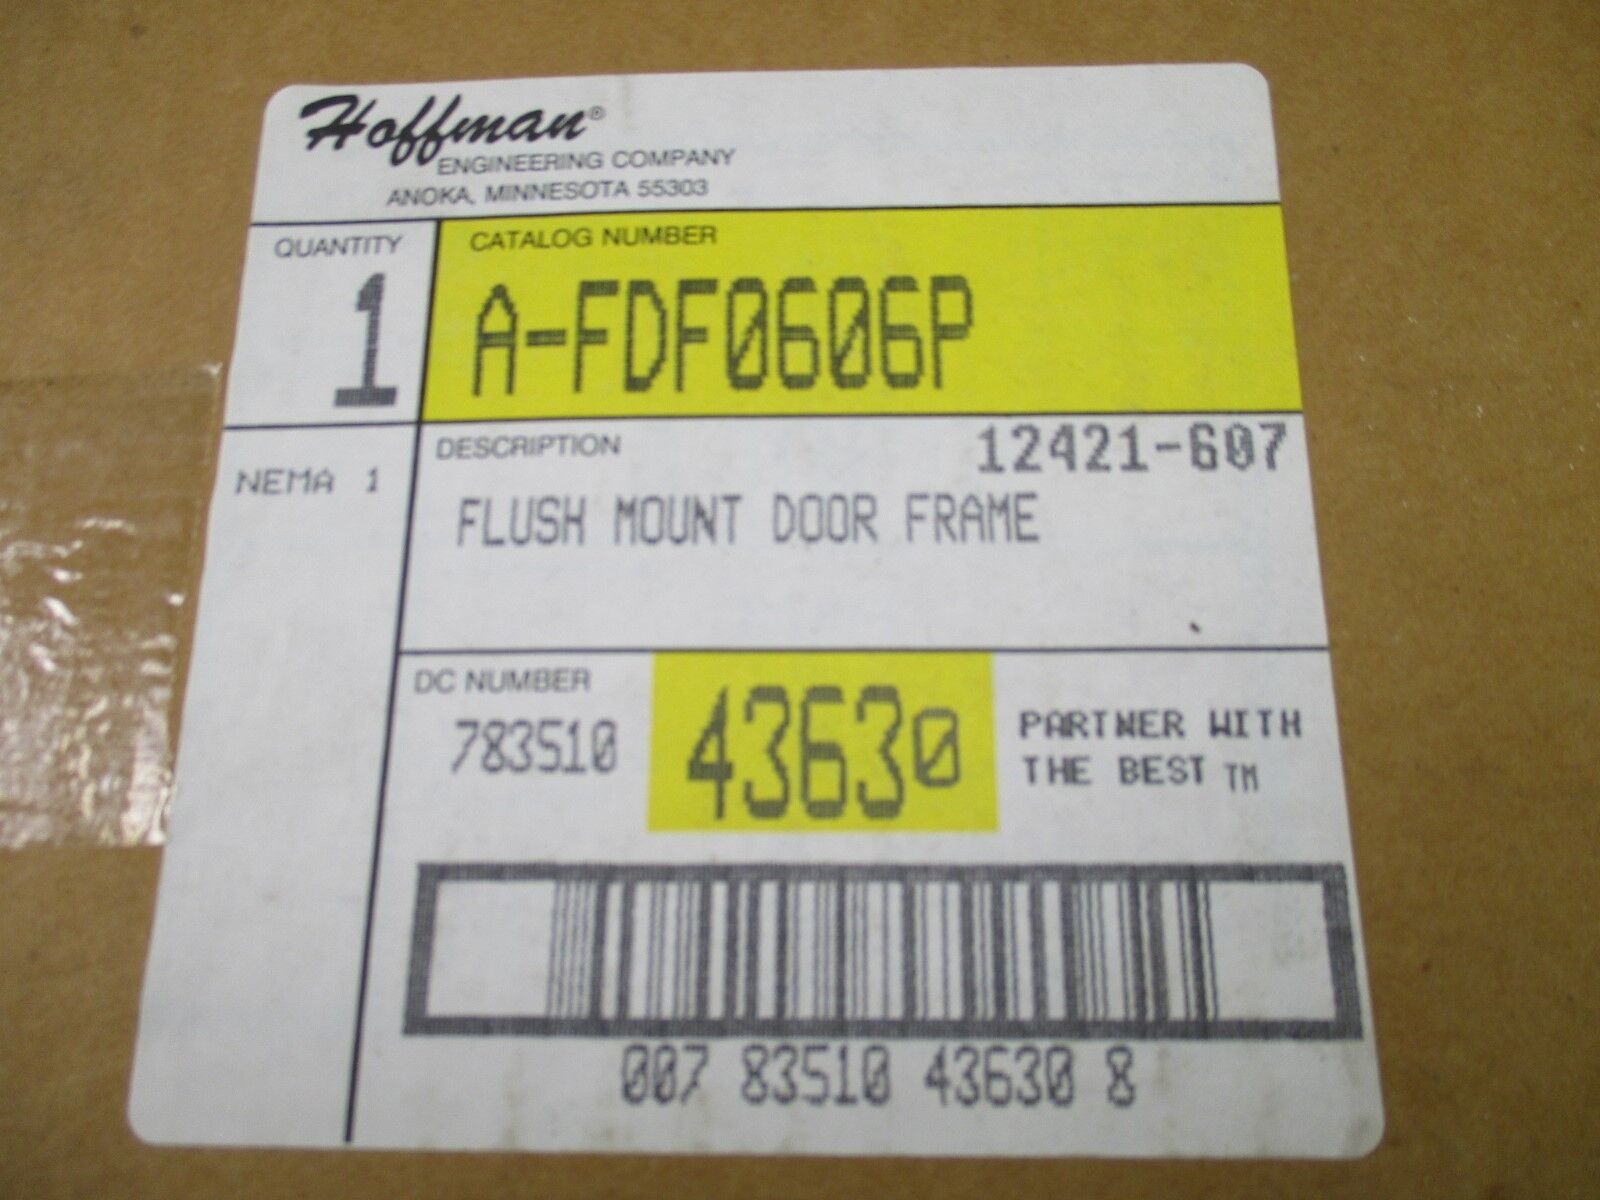 Hoffman®
ENGINEERING COMPANY
ANOKA, MINNESOTA 55303
QUANTITY
1
CATALOG NUMBER
A-FDF0606P
NEMA 1
DESCRIPTION
12421-607
FLUSH MOUNT DOOR FRAME
DC NUMBER
783510
43630
PARTNER WITH
THE BEST TM
007 83510 43630 8